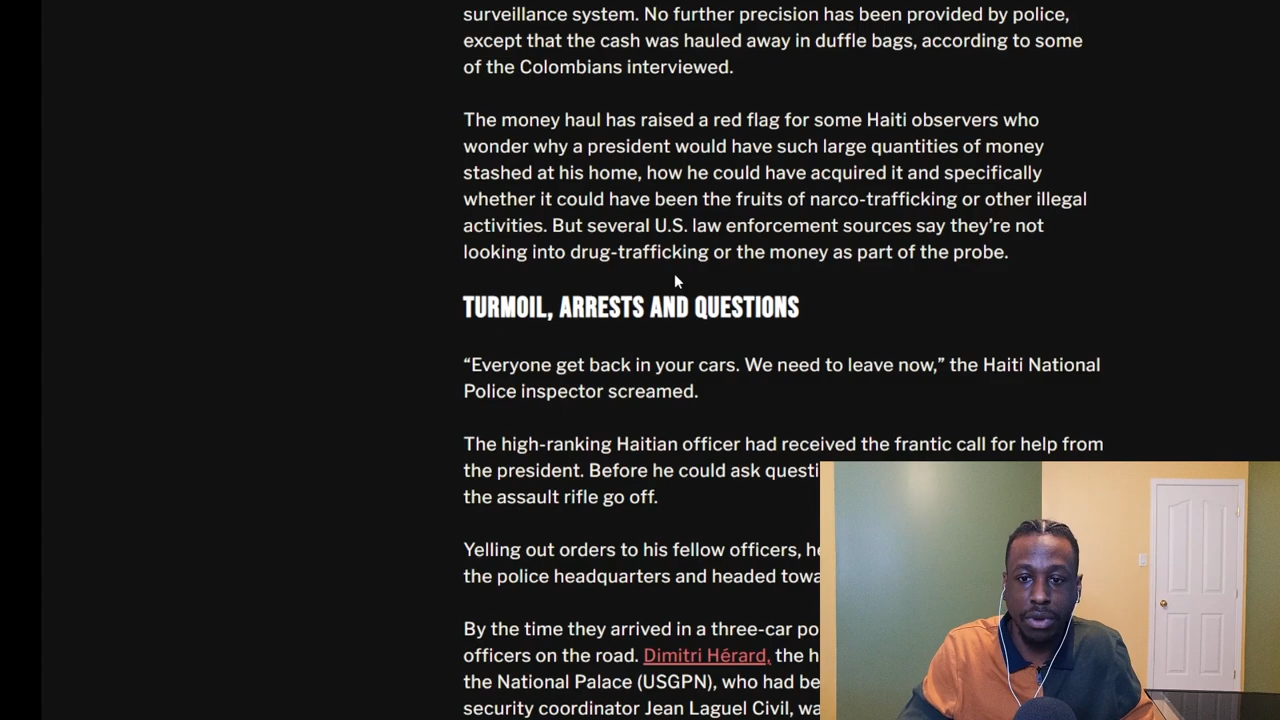 surveillance system. No further precision has been provided by police,
except that the cash was hauled away in duffle bags, according to some
of the Colombians interviewed.
The money haul has raised a red flag for some Haiti observers who
wonder why a president would have such large quantities of money
stashed at his home, how he could have acquired it and specifically
whether it could have been the fruits of narco-trafficking or other illegal
activities. But several U.S. law enforcement sources say they’re not
looking into drug-trafficking or the money as part of the probe.
TURMOIL, ARRESTS AND QUESTIONS
“Everyone get back in your cars. We need to leave now,” the Haiti National
Police inspector screamed.
The high-ranking Haitian officer had received the frantic call for help from
the president. Before he could ask questi
the assault rifle go off.
Yelling out orders to his fellow officers, he
the police headquarters and headed towa
By the time they arrived in a three-car po
officers on the road. Dimitri Hérard, the h
the National Palace (USGPN), who had be
security coordinator Jean Laguel Civil, wa